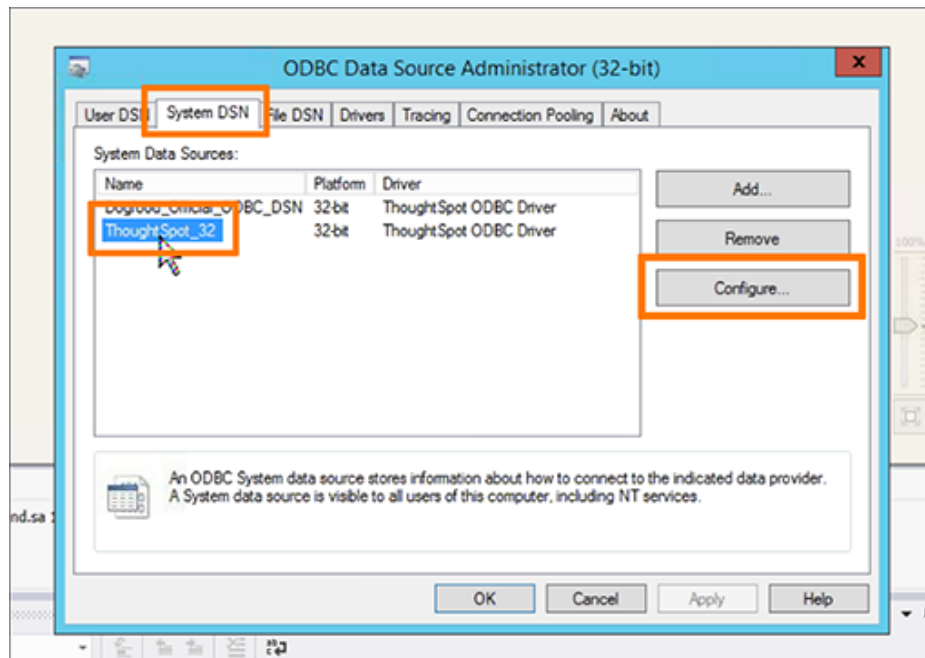 ODBC Data Source Administrator (32-bit)
x
User DSN System DSN File DSN Drivers Tracing Connection Pooling About
System Data Sources:
Name Platform Driver
Add...
32-bit ThoughtSpot ODBC Driver
ThoughtSpot_32 32-bit ThoughtSpot ODBC Driver
Remove
100%
Configure...
An ODBC System data source stores information about how to connect to the indicated data provider.
A System data source is visible to all users of this computer, including NT services.
nd.sa
OK Cancel Apply Help